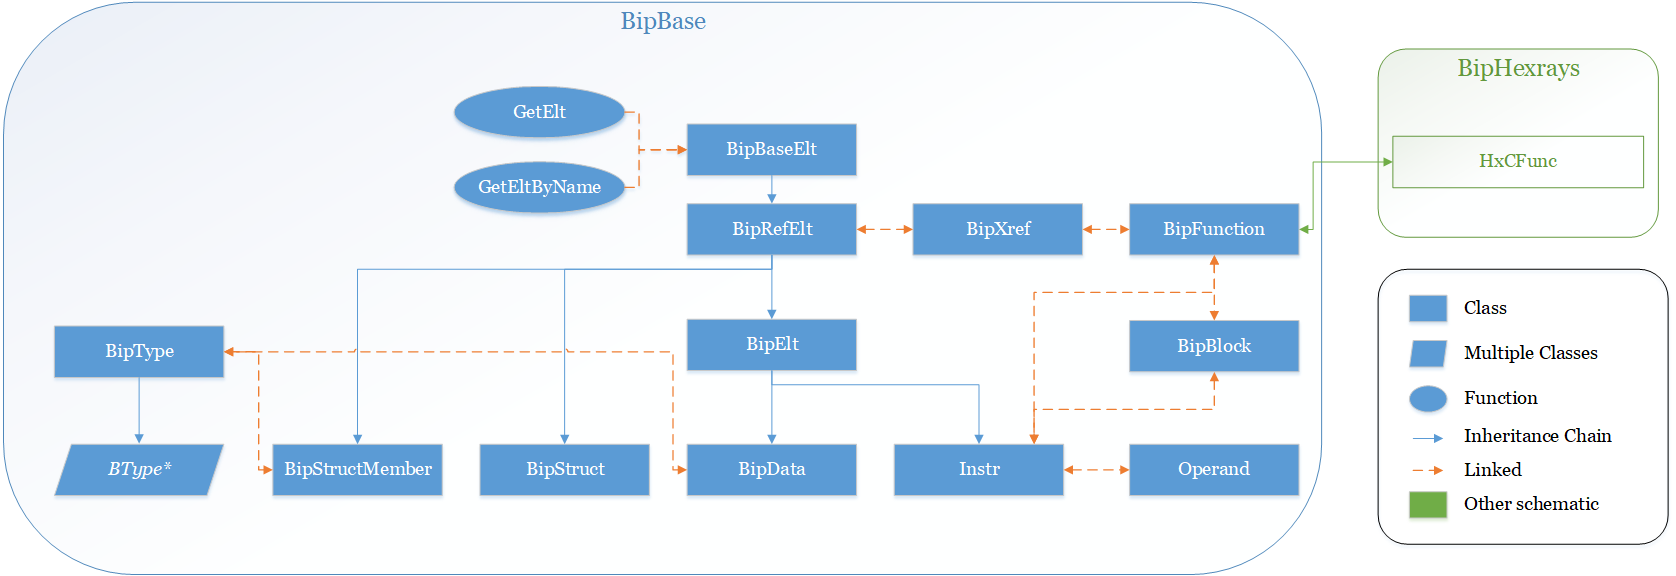 BipBase
BipHexrays
GetElt
BipBaseElt
HxCFunc
GetEltByName
BipRefElt
BipXref
BipFunction
Class
BipType
BipElt
BipBlock
Multiple Classes
Function
Inheritance Chain
BType*
BipStructMember
BipStruct
BipData
Instr
Operand
Linked
Other schematic